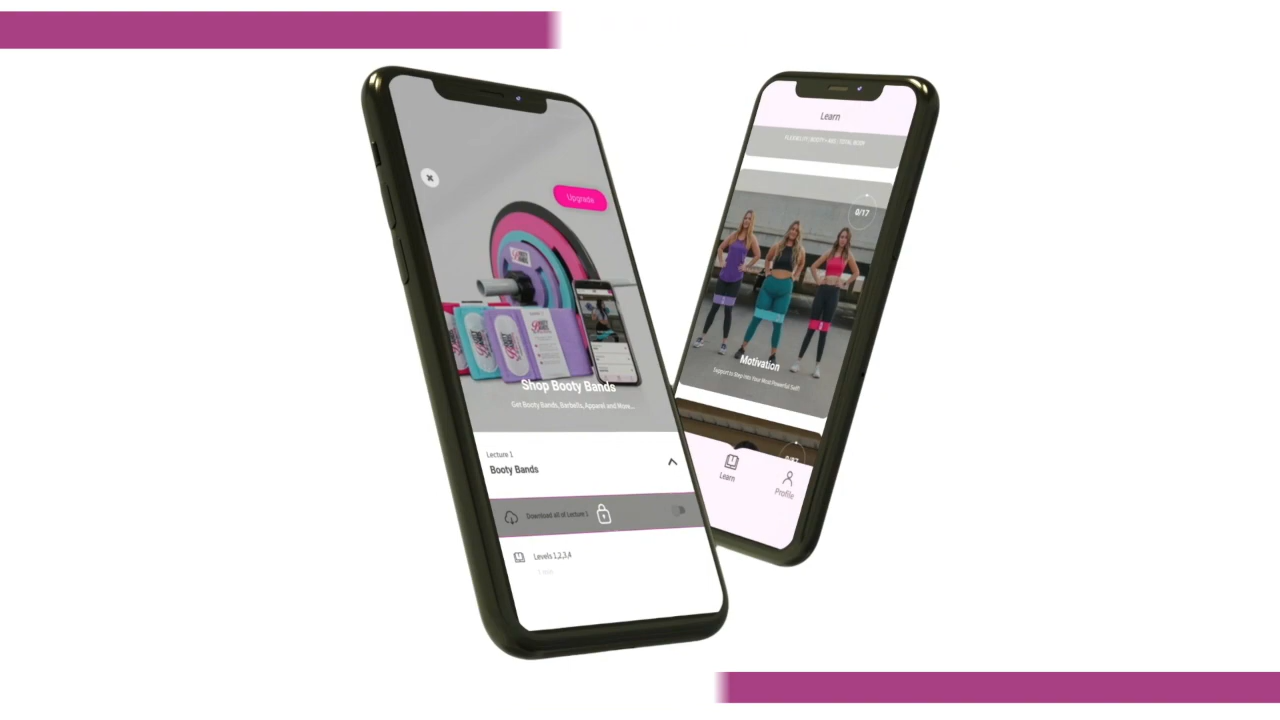 Upgrade
Shop Booty Bands
Get Booty Bands, Barbells, Apparel and More...
Lecture 1
Booty Bands
Download all of Lecture 1
Levels 1,2,3,4
1 min
Learn
0/17
Motivation
Support to Step Into Your Most Powerful Self!
Learn
Profile